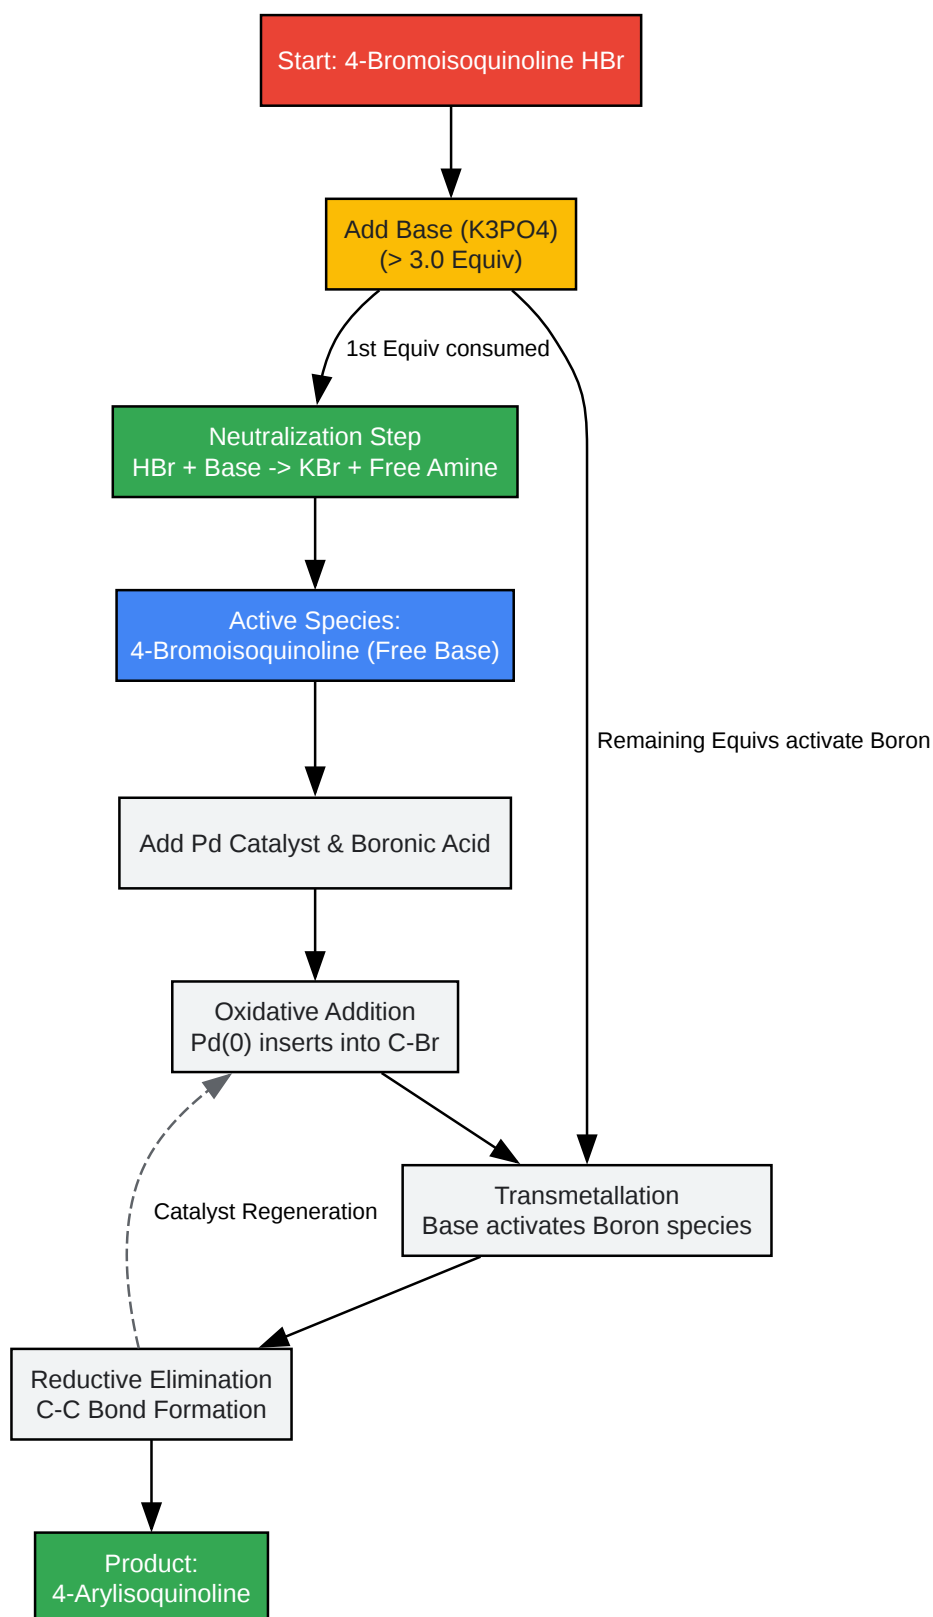 Start: 4-Bromoisoquinoline HBr
Add Base (K3PO4)
(> 3.0 Equiv)
1st Equiv consumed
Neutralization Step
HBr + Base -> KBr + Free Amine
Active Species:
4-Bromoisoquinoline (Free Base)
Remaining Equivs activate Boron
Add Pd Catalyst & Boronic Acid
Oxidative Addition
Pd(0) inserts into C-Br
Transmetallation
Base activates Boron species
Catalyst Regeneration
Reductive Elimination
C-C Bond Formation
Product:
4-Arylisoquinoline